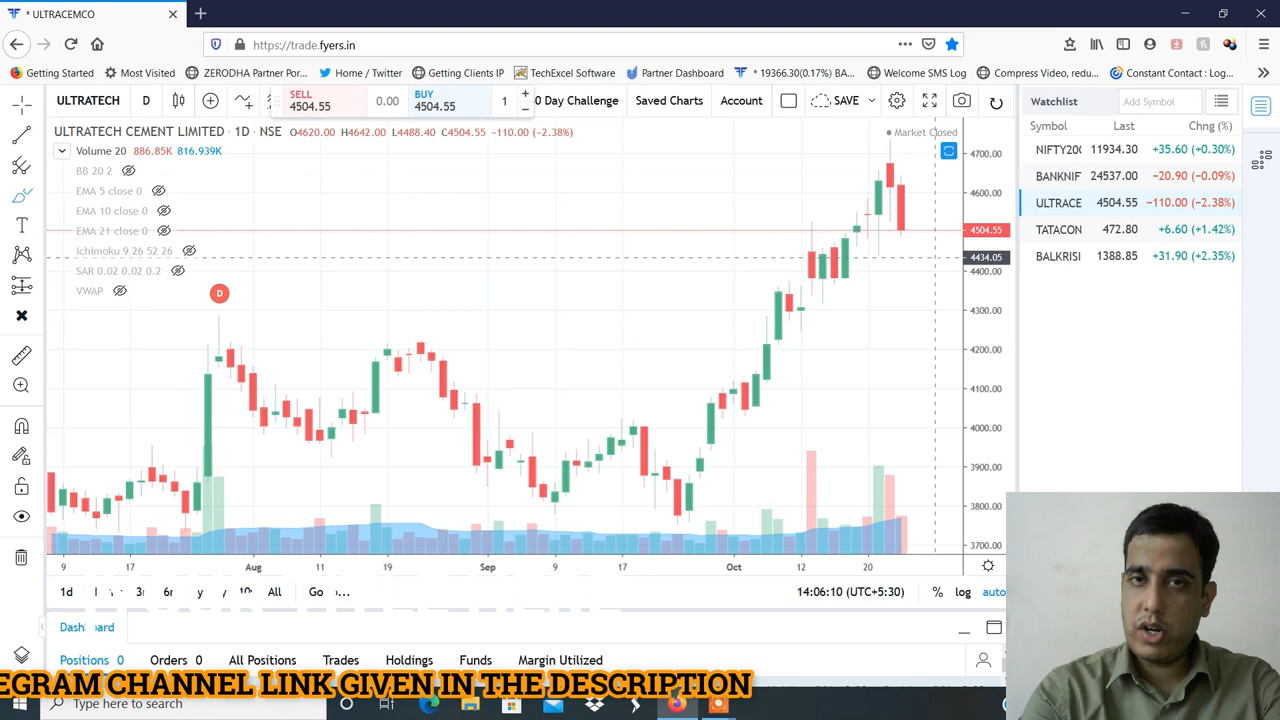 * ULTRACEMCO
https://trade.fyers.in
Getting Started Most Visited ZERODHA Partner Por... Home / Twitter Getting Clients IP TechExcel Software Partner Dashboard * 19366.30(0.17%) BA... Welcome SMS Log Compress Video, redu... Constant Contact : Log...
ULTRATECH D SELL 4504.55 0.00 BUY 4504.55 1 0 Day Challenge Saved Charts Account SAVE
ULTRATECH CEMENT LIMITED · 1D · NSE O4620.00 H4642.00 L4488.40 C4504.55 −110.00 (−2.38%)
Market Closed
Volume 20 886.85K 816.939K
BB 20 2
EMA 5 close 0
EMA 10 close 0
EMA 21 close 0
Ichimoku 9 26 52 26
SAR 0.02 0.02 0.2
VWAP
D
4700.00
4600.00
4504.55
4434.05
4400.00
4300.00
4200.00
4100.00
4000.00
3900.00
3800.00
3700.00
9 17 Aug 11 19 Sep 9 17 Oct 12 20
1d 6r y y All Go ...
14:06:10 (UTC+5:30) % log auto
Watchlist Add Symbol
Symbol Last Chng (%)
NIFTY20( 11934.30 +35.60 (+0.30%)
BANKNIF 24537.00 −20.90 (−0.09%)
ULTRACE 4504.55 −110.00 (−2.38%)
TATACON 472.80 +6.60 (+1.42%)
BALKRISI 1388.85 +31.90 (+2.35%)
Dash board
Positions 0 Orders 0 All Positions Trades Holdings Funds Margin Utilized
EGRAM CHANNEL LINK GIVEN IN THE DESCRIPTION
Type here to search